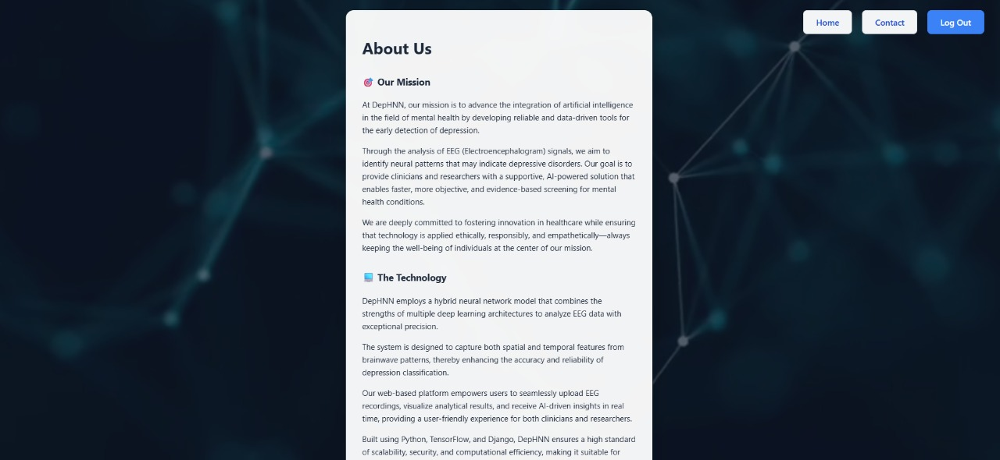 Home
Contact
Log Out
About Us
🎯 Our Mission
At DepHNN, our mission is to advance the integration of artificial intelligence
in the field of mental health by developing reliable and data-driven tools for
the early detection of depression.
Through the analysis of EEG (Electroencephalogram) signals, we aim to
identify neural patterns that may indicate depressive disorders. Our goal is to
provide clinicians and researchers with a supportive, AI-powered solution that
enables faster, more objective, and evidence-based screening for mental
health conditions.
We are deeply committed to fostering innovation in healthcare while ensuring
that technology is applied ethically, responsibly, and empathetically—always
keeping the well-being of individuals at the center of our mission.
💻 The Technology
DepHNN employs a hybrid neural network model that combines the
strengths of multiple deep learning architectures to analyze EEG data with
exceptional precision.
The system is designed to capture both spatial and temporal features from
brainwave patterns, thereby enhancing the accuracy and reliability of
depression classification.
Our web-based platform empowers users to seamlessly upload EEG
recordings, visualize analytical results, and receive AI-driven insights in real
time, providing a user-friendly experience for both clinicians and researchers.
Built using Python, TensorFlow, and Django, DepHNN ensures a high standard
of scalability, security, and computational efficiency, making it suitable for